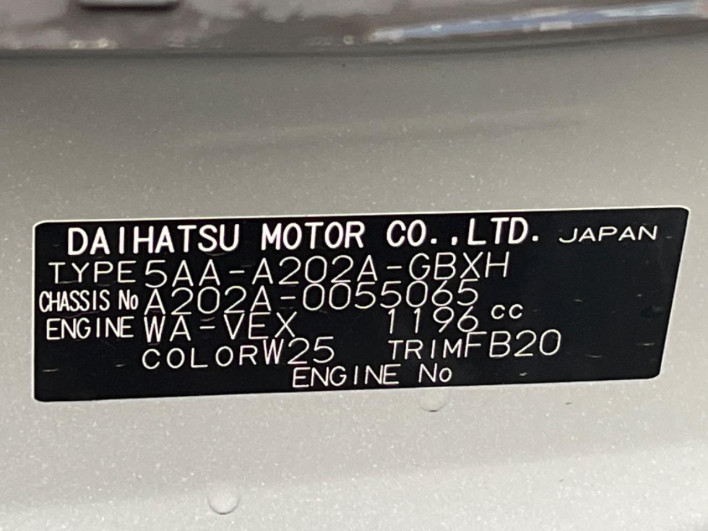 DAIHATSU MOTOR CO.,LTD. JAPAN
TYPE 5AA-A202A-GBXH
CHASSIS No A202A-0055065
ENGINE WA-VEX 1196 cc
COLOR W25 TRIM FB20
ENGINE No